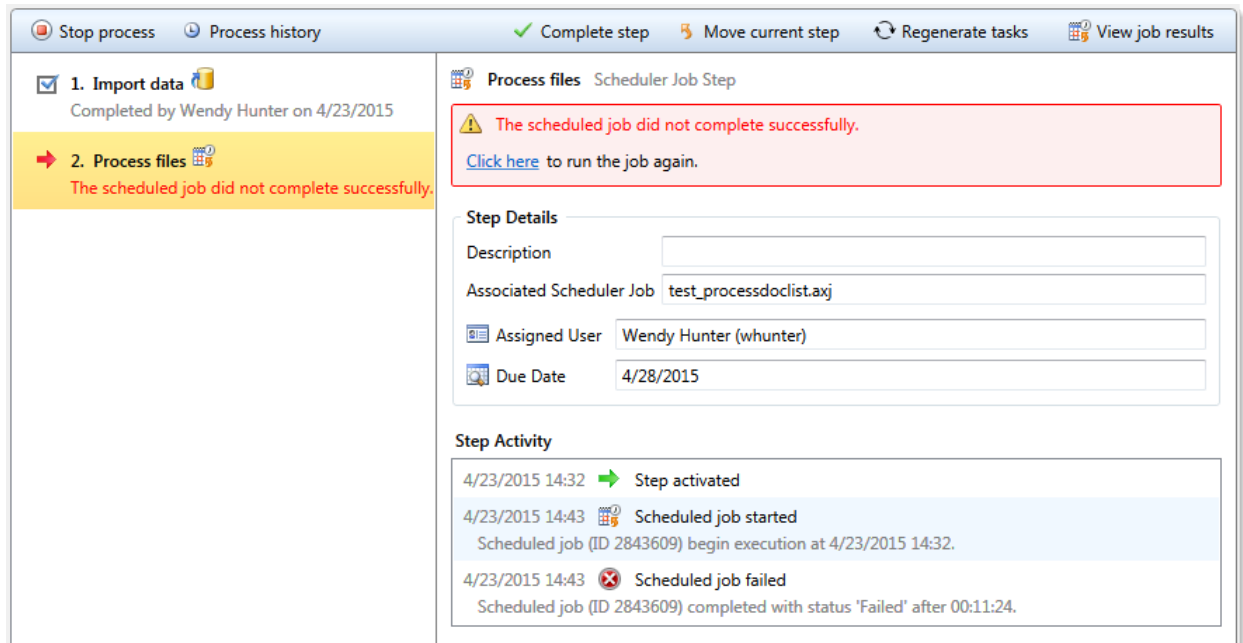 Stop process Process history Complete step Move current step Regenerate tasks View job results
1. Import data
Completed by Wendy Hunter on 4/23/2015
2. Process files
The scheduled job did not complete successfully.
Process files Scheduler Job Step
The scheduled job did not complete successfully.
Click here to run the job again.
Step Details
Description
Associated Scheduler Job test_processdoclist.axj
Assigned User Wendy Hunter (whunter)
Due Date 4/28/2015
Step Activity
4/23/2015 14:32 Step activated
4/23/2015 14:43 Scheduled job started
Scheduled job (ID 2843609) begin execution at 4/23/2015 14:32.
4/23/2015 14:43 Scheduled job failed
Scheduled job (ID 2843609) completed with status 'Failed' after 00:11:24.